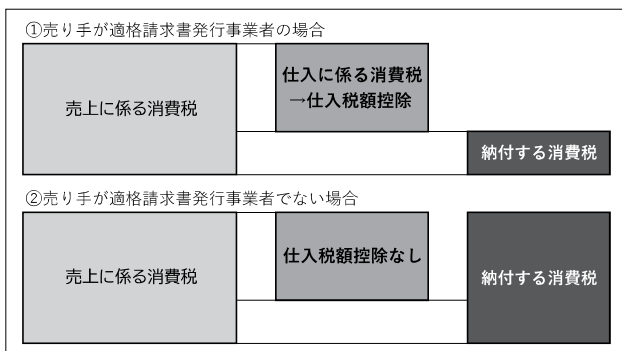 ①売り手が適格請求書発行事業者の場合
売上に係る消費税
仕入に係る消費税
→仕入税額控除
納付する消費税
②売り手が適格請求書発行事業者でない場合
売上に係る消費税
仕入税額控除なし
納付する消費税